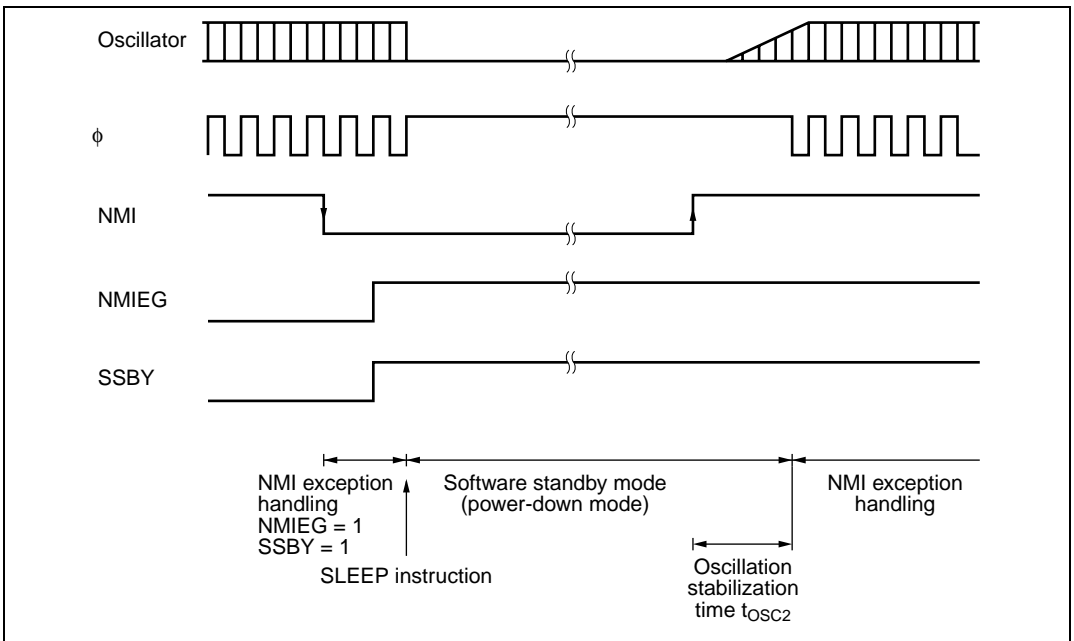 Oscillator
ϕ
NMI
NMIEG
SSBY
NMI exception
handling
NMIEG = 1
SSBY = 1
SLEEP instruction
Software standby mode
(power-down mode)
Oscillation
stabilization
time tOSC2
NMI exception
handling